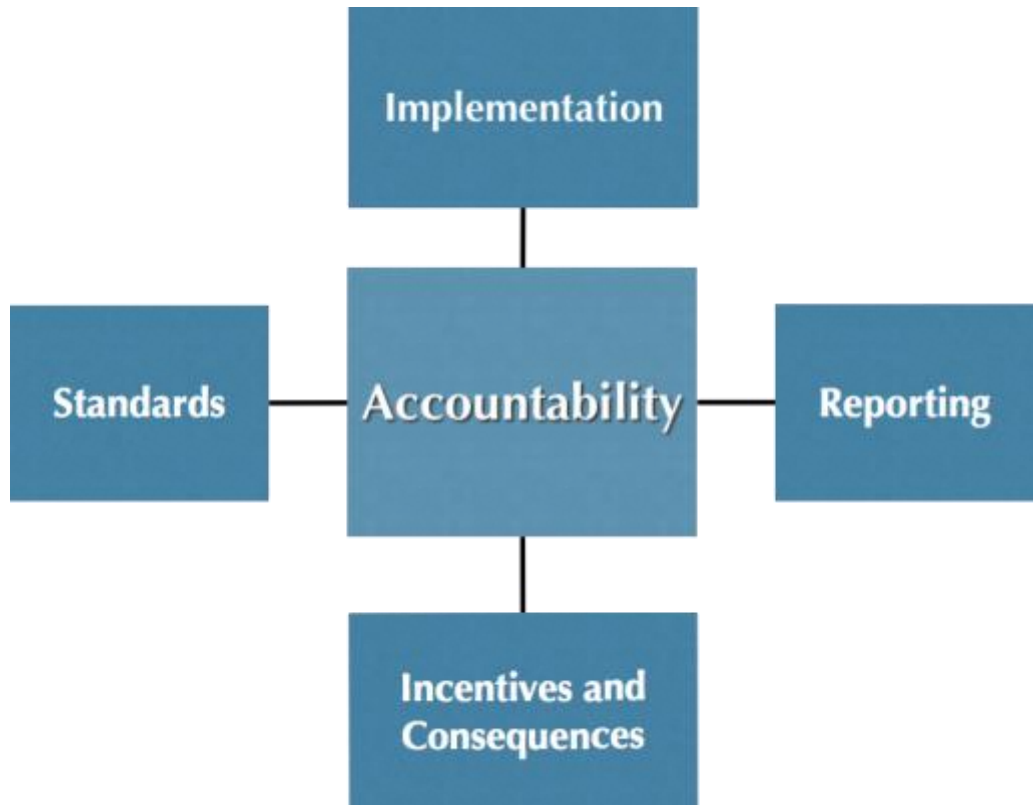 Implementation
Standards
Accountability
Reporting
Incentives and
Consequences